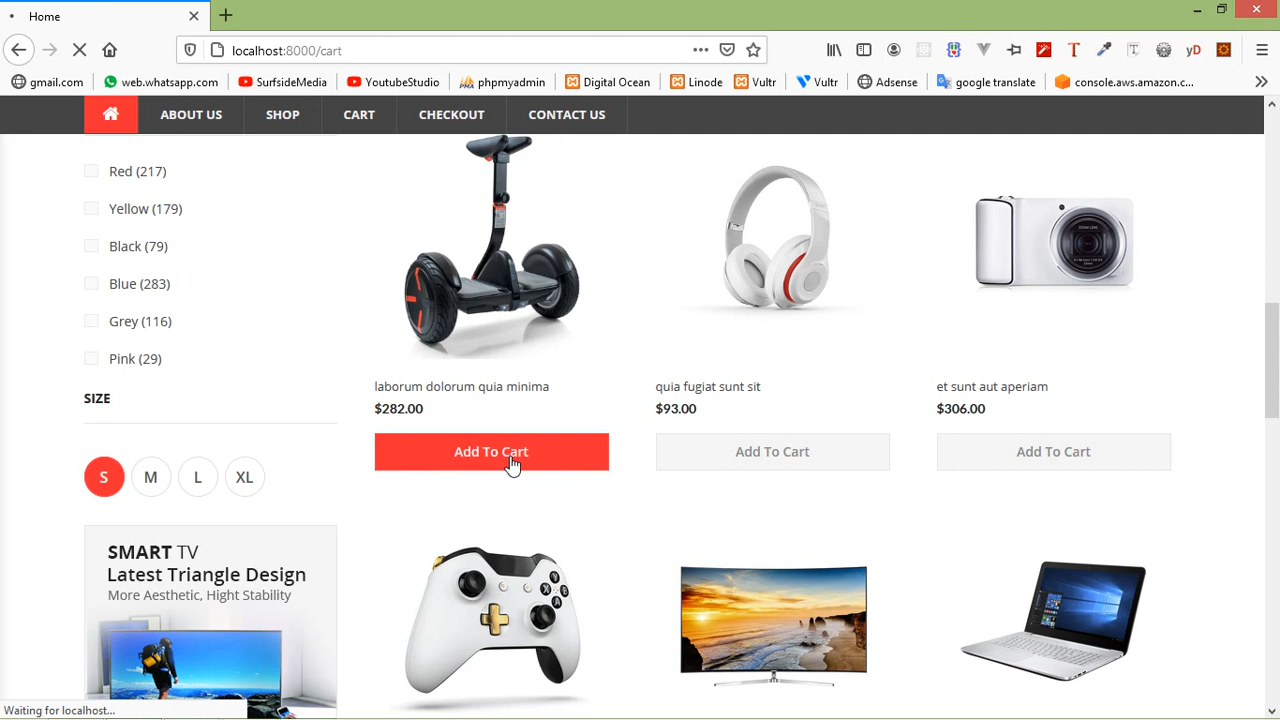 Home
localhost:8000/cart
gmail.com
web.whatsapp.com
SurfsideMedia
YoutubeStudio
phpmyadmin
Digital Ocean
Linode
Vultr
Vultr
Adsense
google translate
console.aws.amazon.c...
ABOUT US
SHOP
CART
CHECKOUT
CONTACT US
Red (217)
Yellow (179)
Black (79)
Blue (283)
Grey (116)
Pink (29)
SIZE
S M L XL
SMART TV
Latest Triangle Design
More Aesthetic, Hight Stability
laborum dolorum quia minima
$282.00
Add To Cart
quia fugiat sunt sit
$93.00
Add To Cart
et sunt aut aperiam
$306.00
Add To Cart
Waiting for localhost...